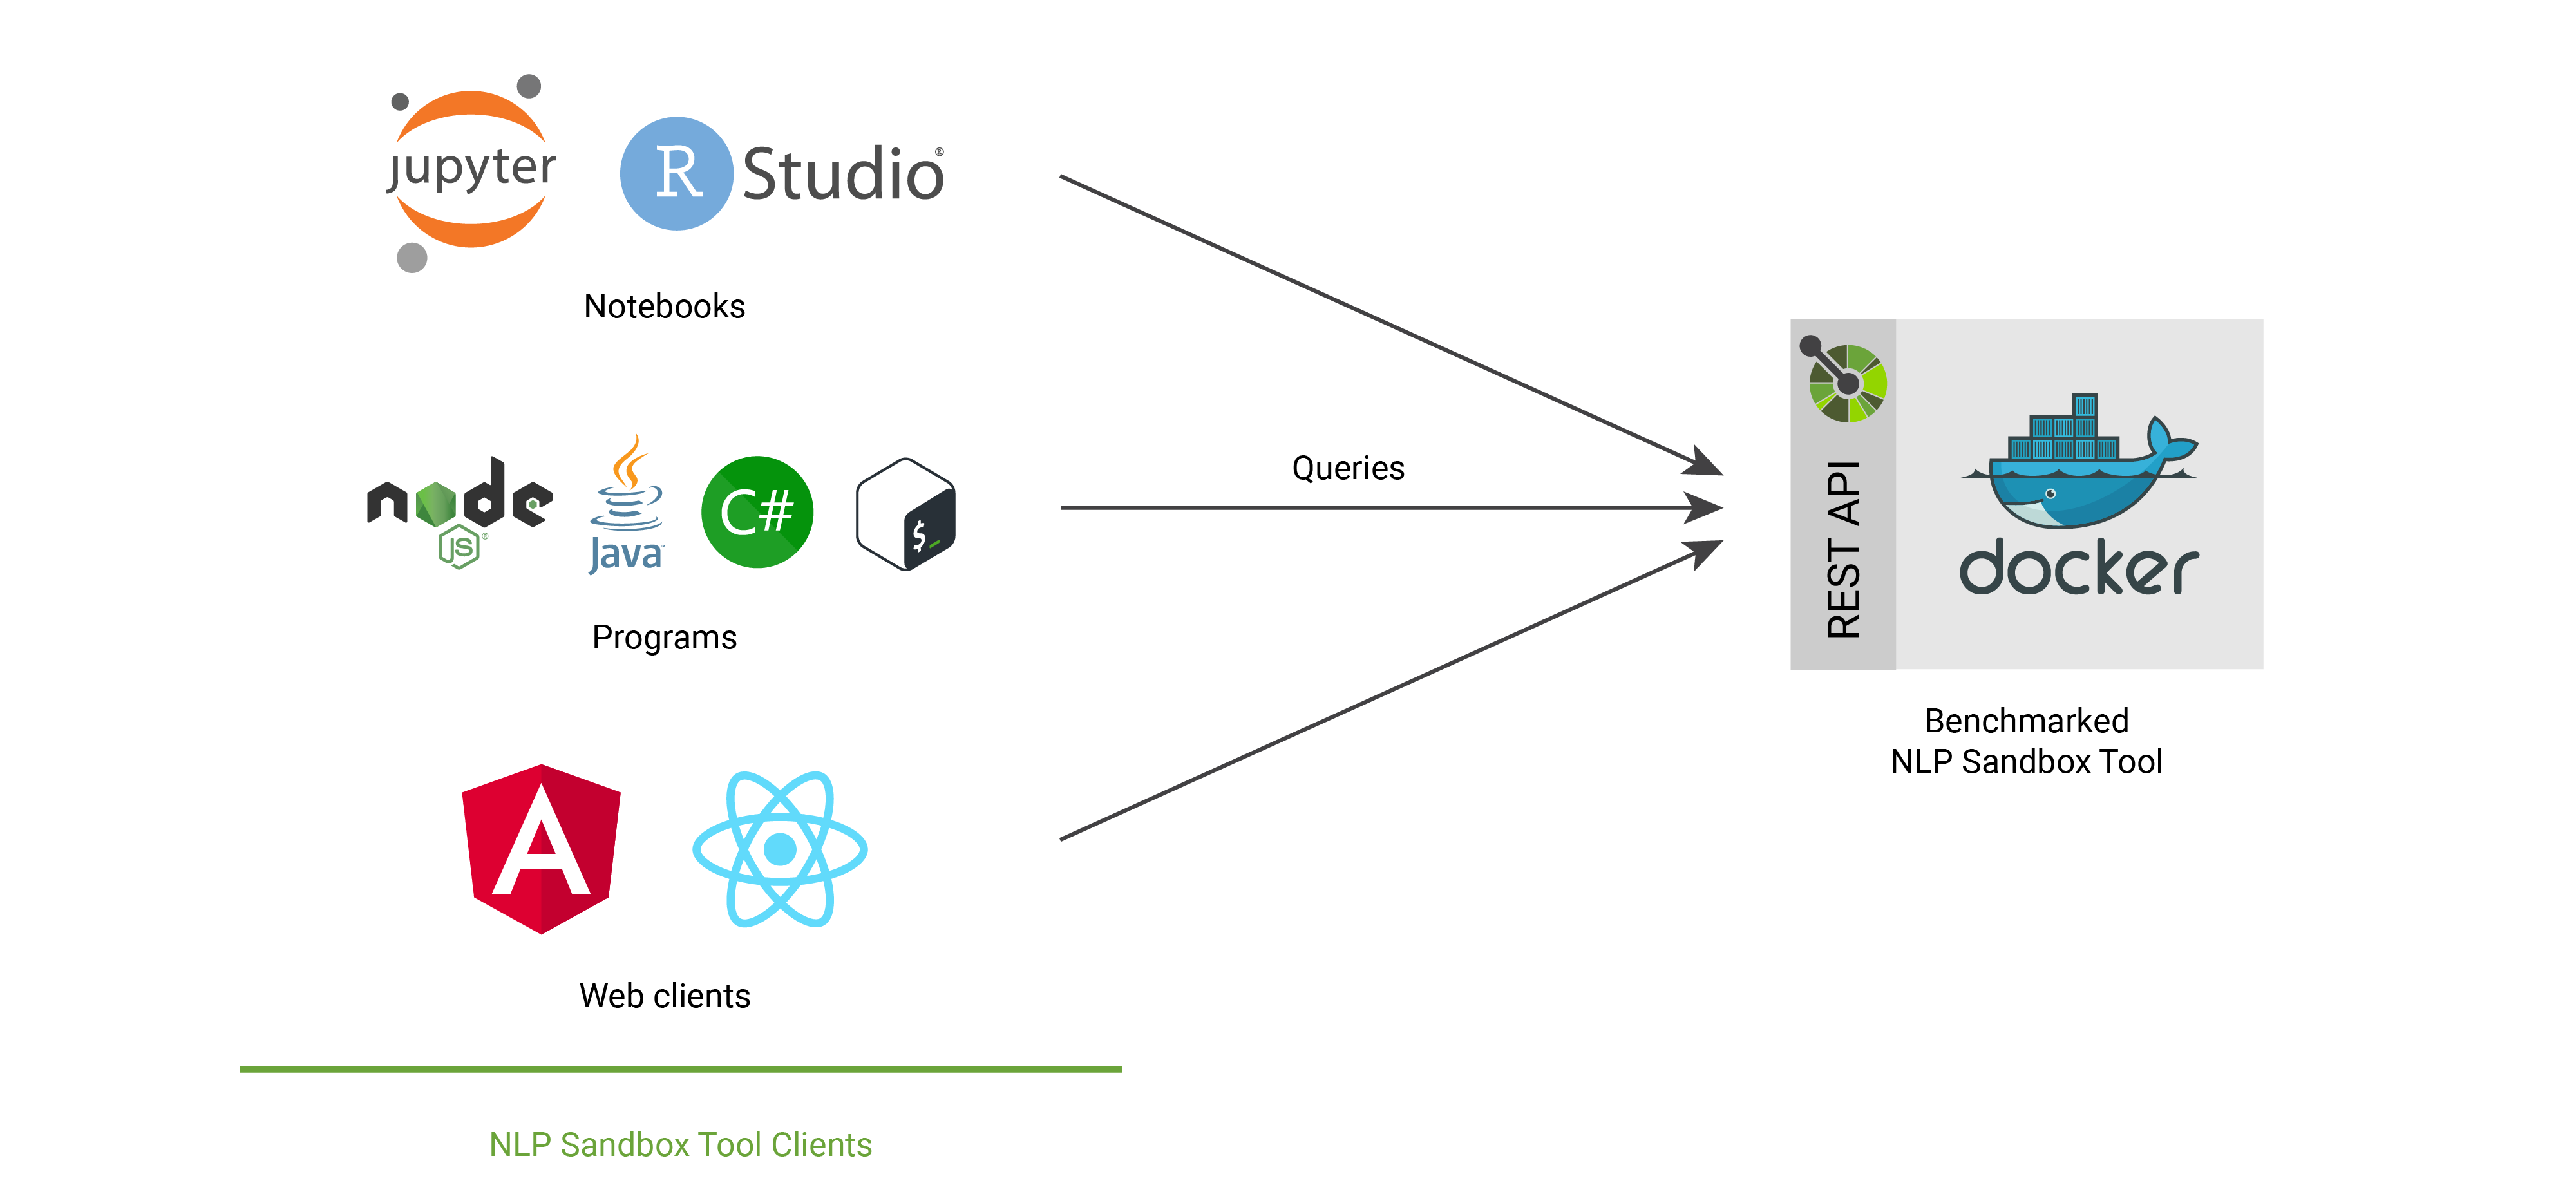 jupyter
R Studio®
Notebooks
node
JS®
Java™
C#
$_
Programs
A
Web clients
NLP Sandbox Tool Clients
Queries
REST API
docker
Benchmarked
NLP Sandbox Tool